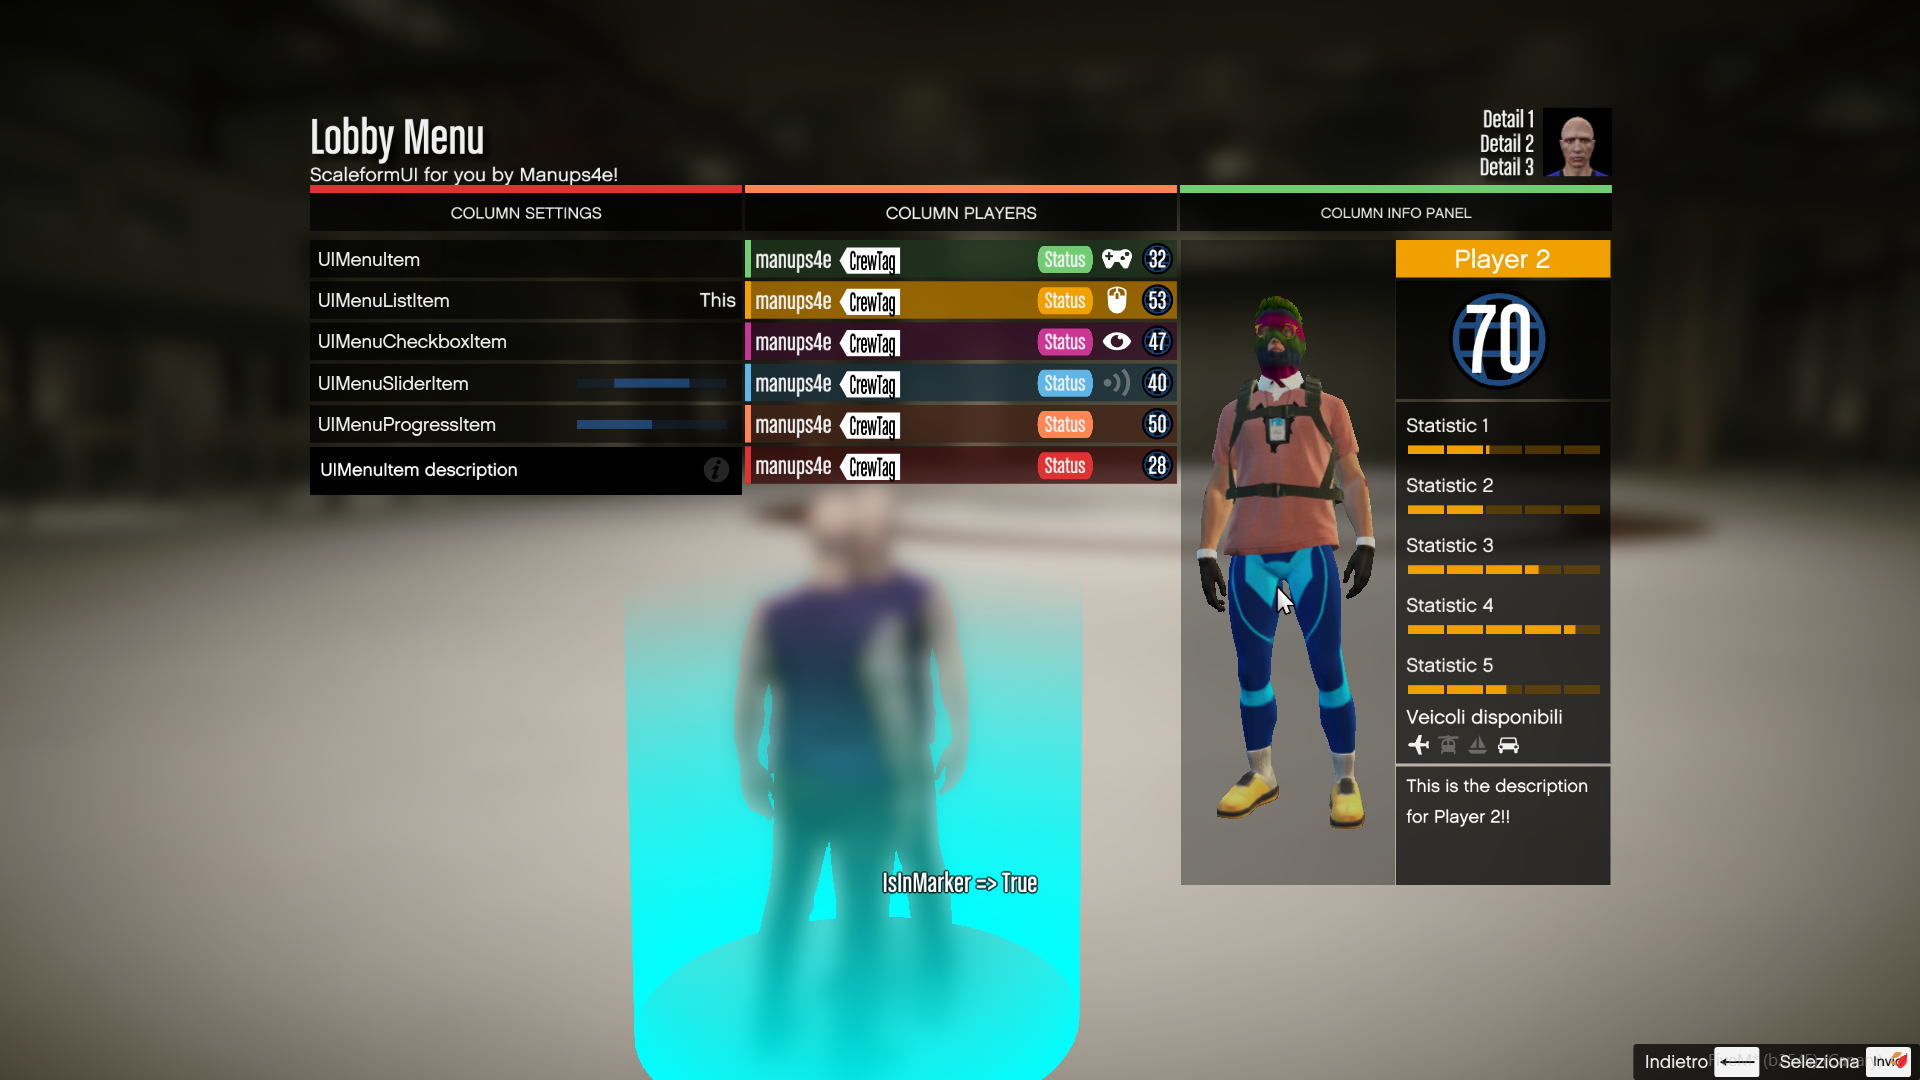 Lobby Menu
ScaleformUI for you by Manups4e!
Detail 1
Detail 2
Detail 3
COLUMN SETTINGS
COLUMN PLAYERS
COLUMN INFO PANEL
UIMenuItem
UIMenuListItem This
UIMenuCheckboxItem
UIMenuSliderItem
UIMenuProgressItem
UIMenuItem description
manups4e CrewTag Status 32
manups4e CrewTag Status 53
manups4e CrewTag Status 47
manups4e CrewTag Status 40
manups4e CrewTag Status 50
manups4e CrewTag Status 28
Player 2
70
Statistic 1
Statistic 2
Statistic 3
Statistic 4
Statistic 5
Veicoli disponibili
This is the description
for Player 2!!
IsInMarker => True
Indietro Seleziona Invio